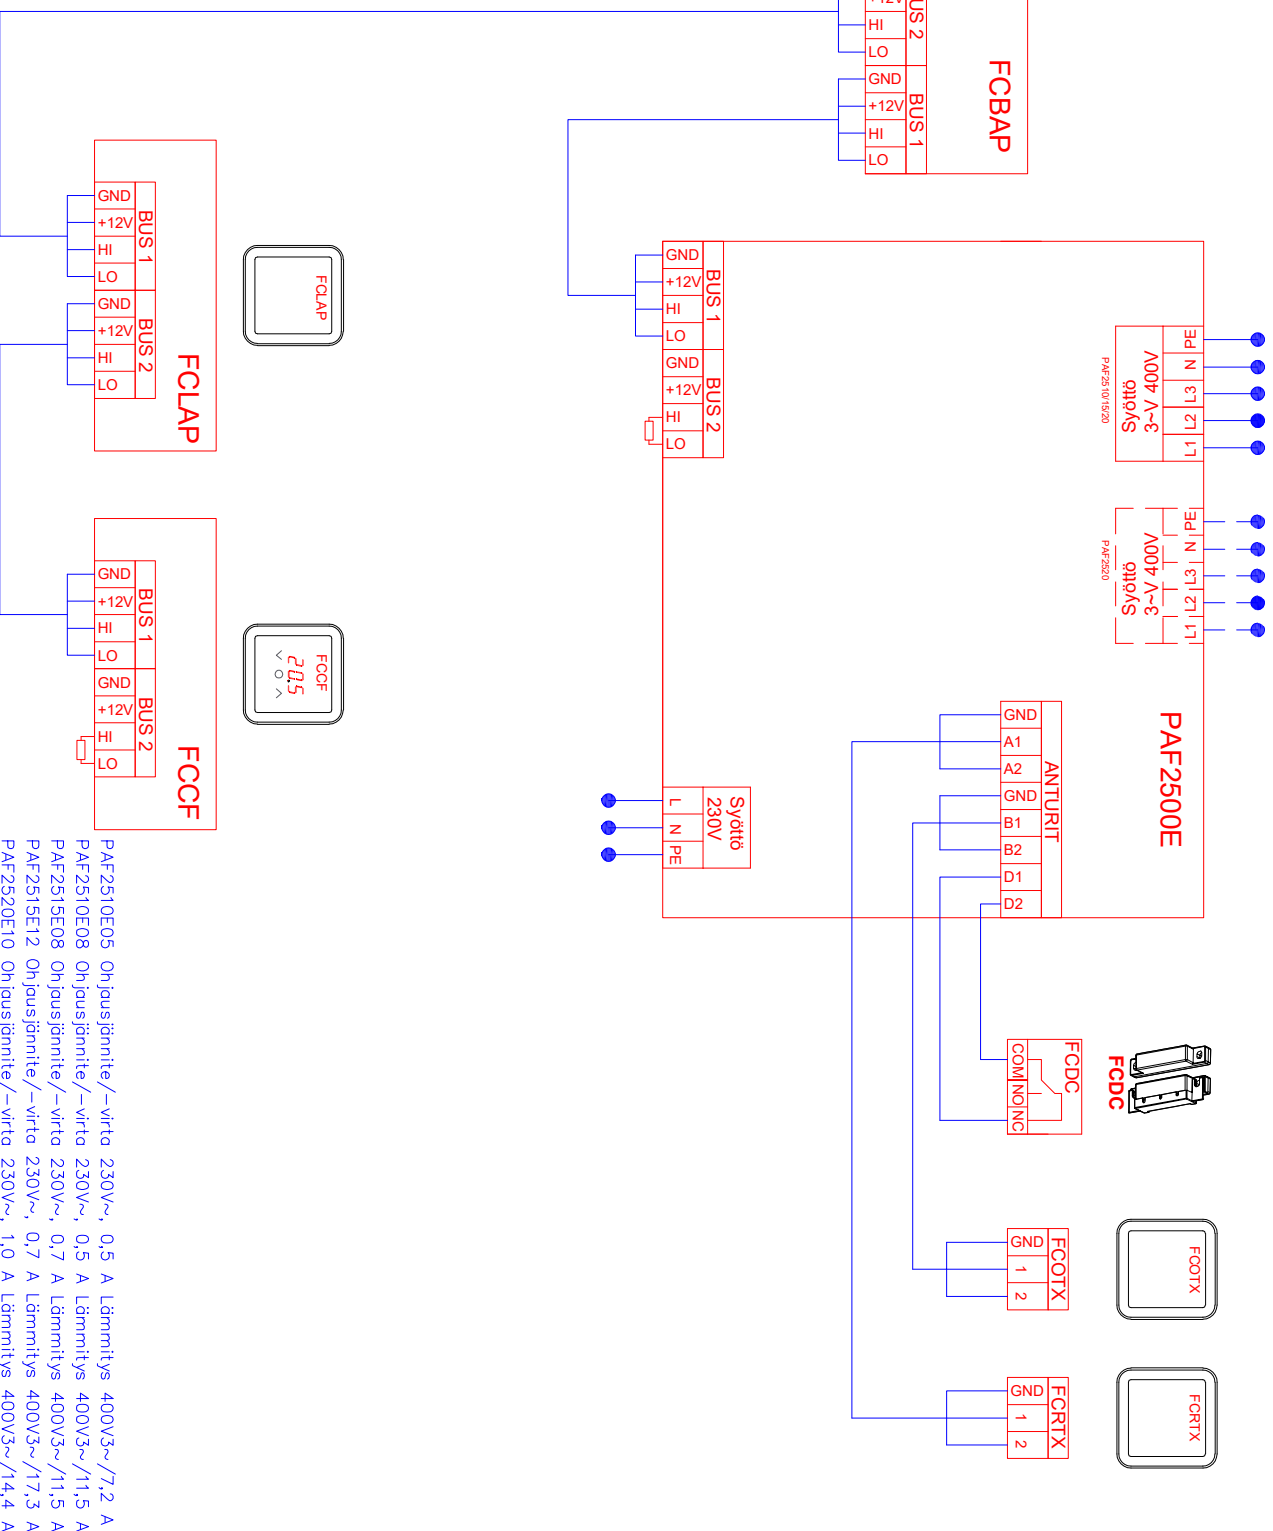 +12V
HI
LO
BUS 2
GND
+12V
HI
LO
BUS 1
FCBAP
GND
+12V
HI
LO
BUS 1
GND
+12V
HI
LO
BUS 2
FCLAP
FCLAP
GND
+12V
HI
LO
BUS 1
GND
+12V
HI
LO
BUS 2
FCCF
FCCF
20.5
GND
+12V
HI
LO
BUS 1
GND
+12V
HI
LO
BUS 2
PE
N
L3
L2
L1
3~V 400V
Syöttö
PAF2510/15/20
PE
N
L3
L2
L1
3~V 400V
Syöttö
PAF2520
PAF2500E
Syöttö
230V
L
N
PE
ANTURIT
GND
A1
A2
GND
B1
B2
D1
D2
FCDC
COM
NO
NC
FCDC
FCOTX
GND
1
2
FCOTX
FCRTX
GND
1
2
FCRTX
PAF2510E05 Ohjausjännite/-virta 230V~, 0,5 A Lämmitys 400V3~/7,2 A
PAF2510E08 Ohjausjännite/-virta 230V~, 0,5 A Lämmitys 400V3~/11,5 A
PAF2515E08 Ohjausjännite/-virta 230V~, 0,7 A Lämmitys 400V3~/11,5 A
PAF2515E12 Ohjausjännite/-virta 230V~, 0,7 A Lämmitys 400V3~/17,3 A
PAF2520E10 Ohjausjännite/-virta 230V~, 1,0 A Lämmitys 400V3~/14,4 A